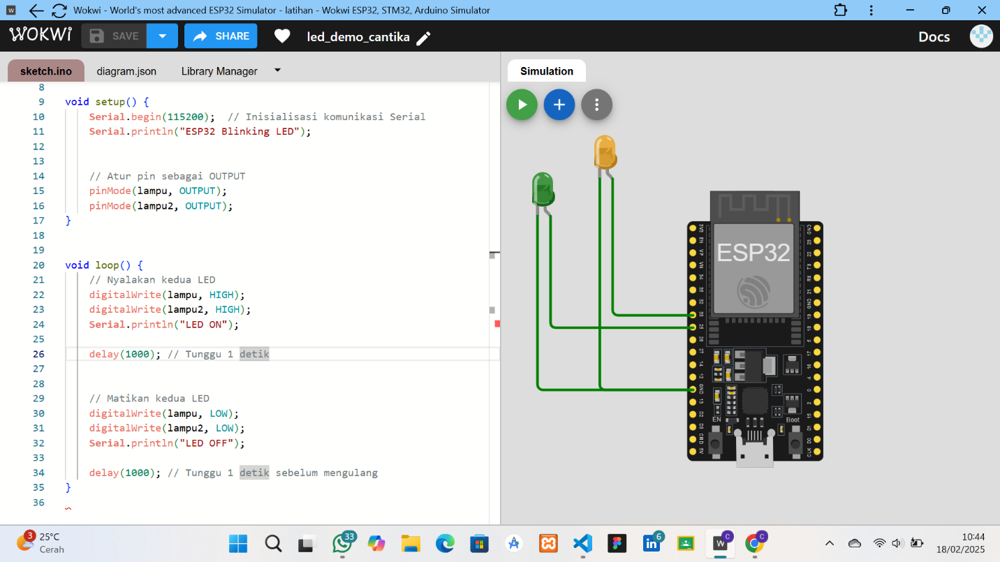 Wokwi - World's most advanced ESP32 Simulator - latihan - Wokwi ESP32, STM32, Arduino Simulator
WOKWI
SAVE
SHARE
led_demo_cantika
Docs
sketch.ino
diagram.json
Library Manager
Simulation
8
9 void setup() {
10 Serial.begin(115200);  // Inisialisasi komunikasi Serial
11 Serial.println("ESP32 Blinking LED");
12
13
14 // Atur pin sebagai OUTPUT
15 pinMode(lampu, OUTPUT);
16 pinMode(lampu2, OUTPUT);
17 }
18
19
20 void loop() {
21 // Nyalakan kedua LED
22 digitalWrite(lampu, HIGH);
23 digitalWrite(lampu2, HIGH);
24 Serial.println("LED ON");
25
26 delay(1000); // Tunggu 1 detik
27
28
29 // Matikan kedua LED
30 digitalWrite(lampu, LOW);
31 digitalWrite(lampu2, LOW);
32 Serial.println("LED OFF");
33
34 delay(1000); // Tunggu 1 detik sebelum mengulang
35 }
36
ESP32
3V3
EN
VP
VN
34
35
32
33
25
26
27
14
12
GND
13
D2
D3
CMD
5V
GND
23
22
TX
RX
21
GND
19
18
5
17
16
4
0
2
15
D1
D0
CLK
EN
Boot
3
25°C
Cerah
33
6
W
C
C
10:44
18/02/2025